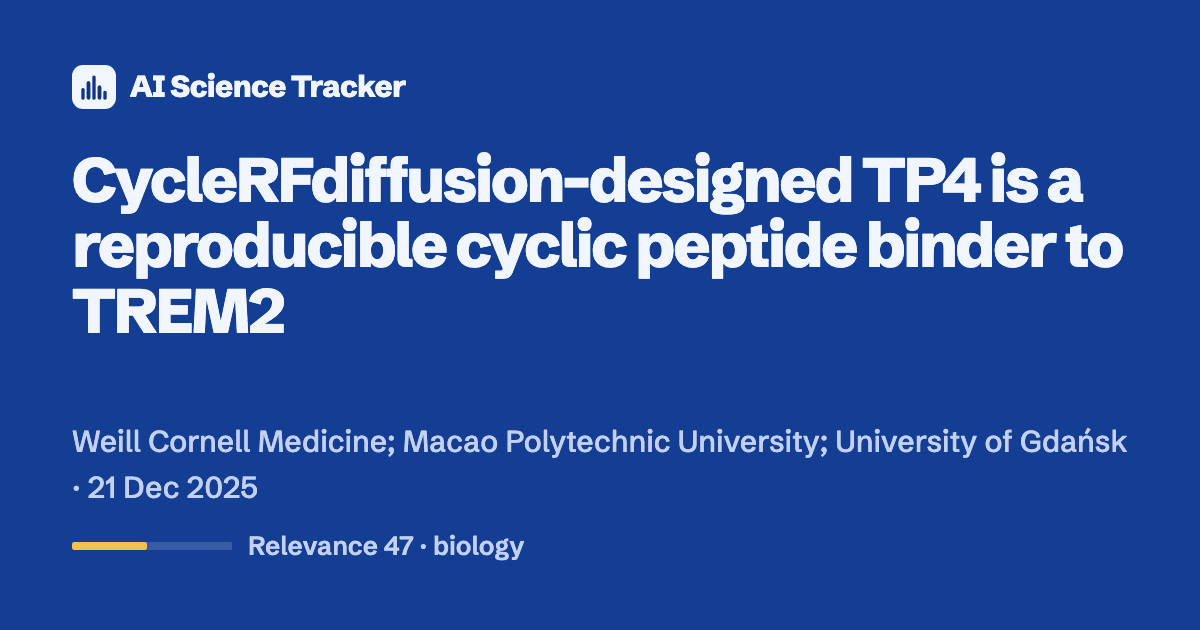 AI Science Tracker
CycleRFdiffusion-designed TP4 is a
reproducible cyclic peptide binder to
TREM2
Weill Cornell Medicine; Macao Polytechnic University; University of Gdańsk
· 21 Dec 2025
Relevance 47 · biology